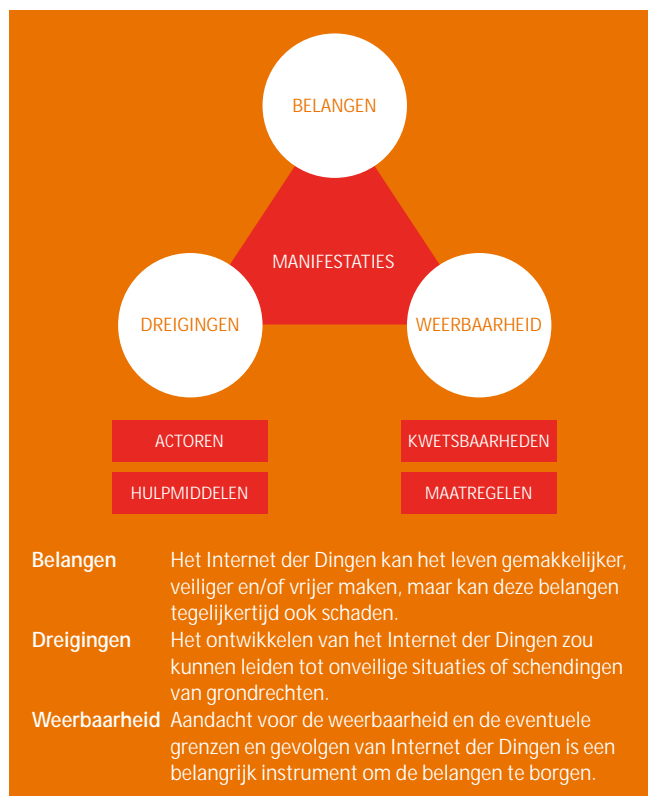 BELANGEN
MANIFESTATIES
DREIGINGEN
WEERBAARHEID
ACTOREN
KWETSBAARHEDEN
HULPMIDDELEN
MAATREGELEN
Belangen Het Internet der Dingen kan het leven gemakkelijker,
veiliger en/of vrijer maken, maar kan deze belangen
tegelijkertijd ook schaden.
Dreigingen Het ontwikkelen van het Internet der Dingen zou
kunnen leiden tot onveilige situaties of schendingen
van grondrechten.
Weerbaarheid Aandacht voor de weerbaarheid en de eventuele
grenzen en gevolgen van Internet der Dingen is een
belangrijk instrument om de belangen te borgen.